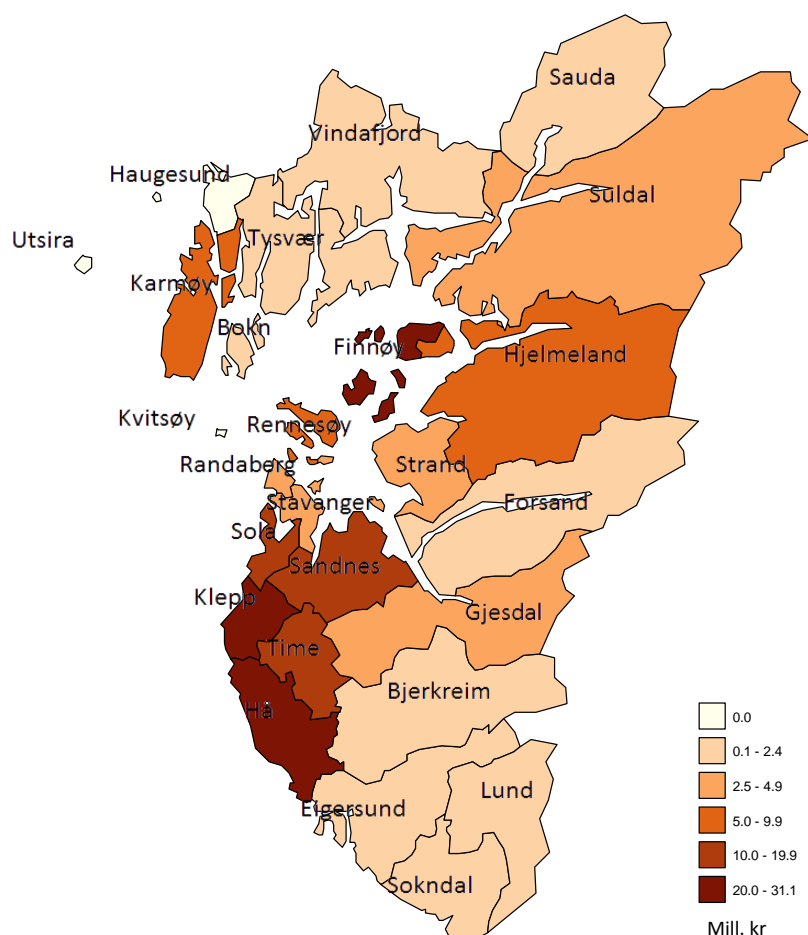 Sauda
Vindafjord
Haugesund
Suldal
Utsira
Tysvær
Karmøy
Bokn
Finnøy
Hjelmeland
Kvitsøy
Rennesøy
Randaberg
Strand
Stavanger
Forsand
Sola
Sandnes
Klepp
Gjesdal
Time
Bjerkreim
Hå
Lund
Eigersund
Sokndal
0.0
0.1 - 2.4
2.5 - 4.9
5.0 - 9.9
10.0 - 19.9
20.0 - 31.1
Mill. kr